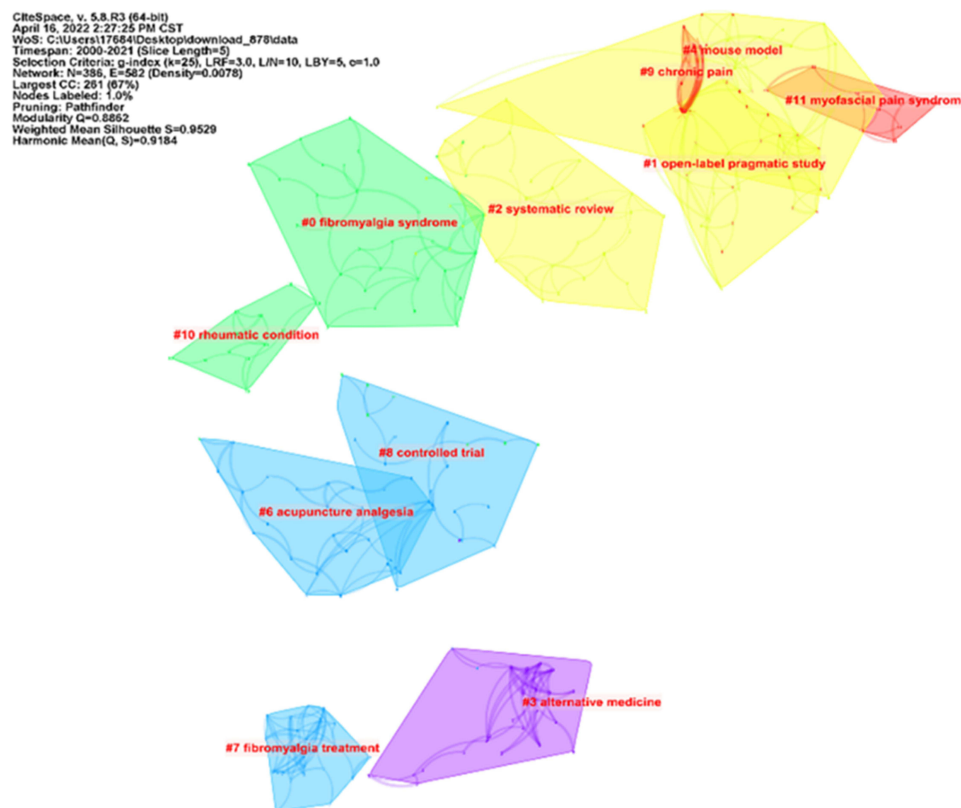 CiteSpace, v. 5.8.R3 (64-bit)
April 16, 2022 2:27:25 PM CST
WoS: C:\Users\17684\Desktop\download_878\data
Timespan: 2000-2021 (Slice Length=5)
Selection Criteria: g-index (k=25), LRF=3.0, L/N=10, LBY=5, e=1.0
Network: N=386, E=582 (Density=0.0078)
Largest CC: 261 (67%)
Nodes Labeled: 1.0%
Pruning: Pathfinder
Modularity Q=0.8862
Weighted Mean Silhouette S=0.9529
Harmonic Mean(Q, S)=0.9184
#4 mouse model
#9 chronic pain
#11 myofascial pain syndrom
#1 open-label pragmatic study
#2 systematic review
#0 fibromyalgia syndrome
#10 rheumatic condition
#8 controlled trial
#6 acupuncture analgesia
#3 alternative medicine
#7 fibromyalgia treatment